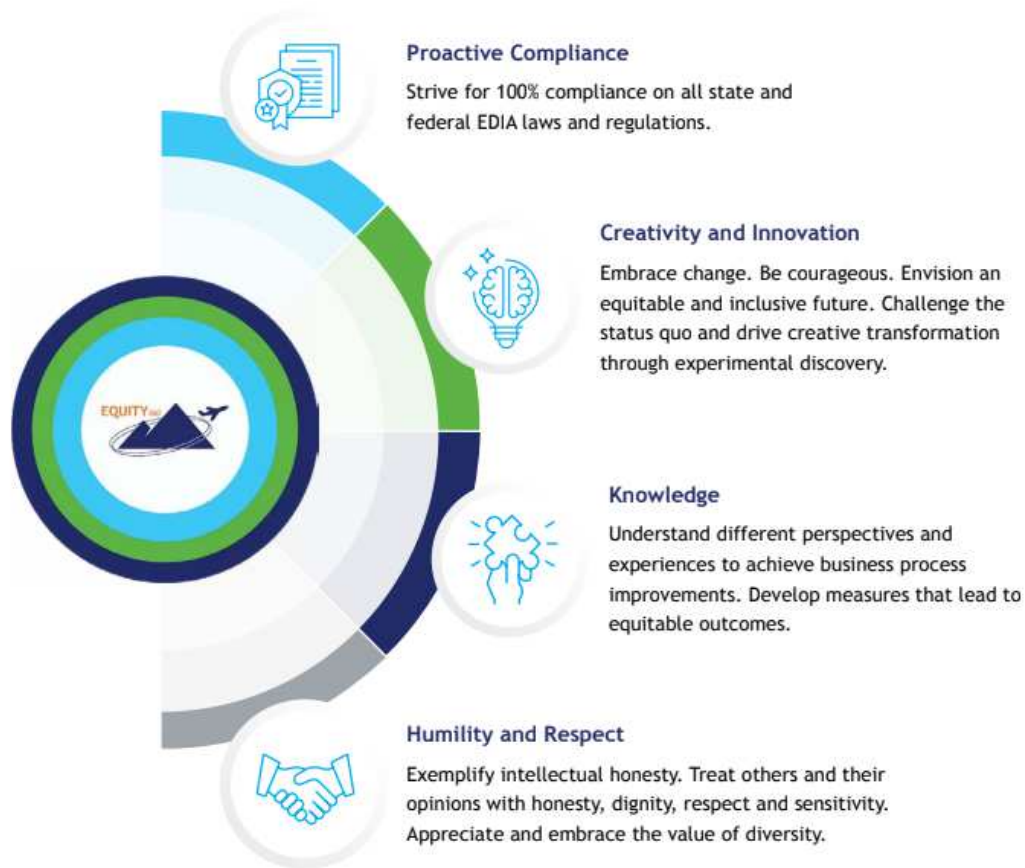 Proactive Compliance
Strive for 100% compliance on all state and
federal EDIA laws and regulations.
Creativity and Innovation
Embrace change. Be courageous. Envision an
equitable and inclusive future. Challenge the
status quo and drive creative transformation
through experimental discovery.
EQUITY
Knowledge
Understand different perspectives and
experiences to achieve business process
improvements. Develop measures that lead to
equitable outcomes.
Humility and Respect
Exemplify intellectual honesty. Treat others and their
opinions with honesty, dignity, respect and sensitivity.
Appreciate and embrace the value of diversity.